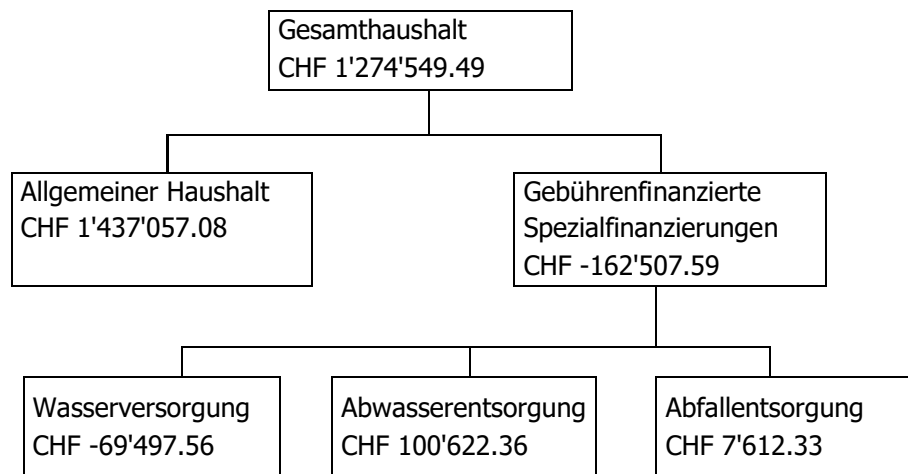 Gesamthaushalt
CHF 1'274'549.49
Allgemeiner Haushalt
CHF 1'437'057.08
Gebührenfinanzierte
Spezialfinanzierungen
CHF -162'507.59
Wasserversorgung
CHF -69'497.56
Abwasserentsorgung
CHF 100'622.36
Abfallentsorgung
CHF 7'612.33